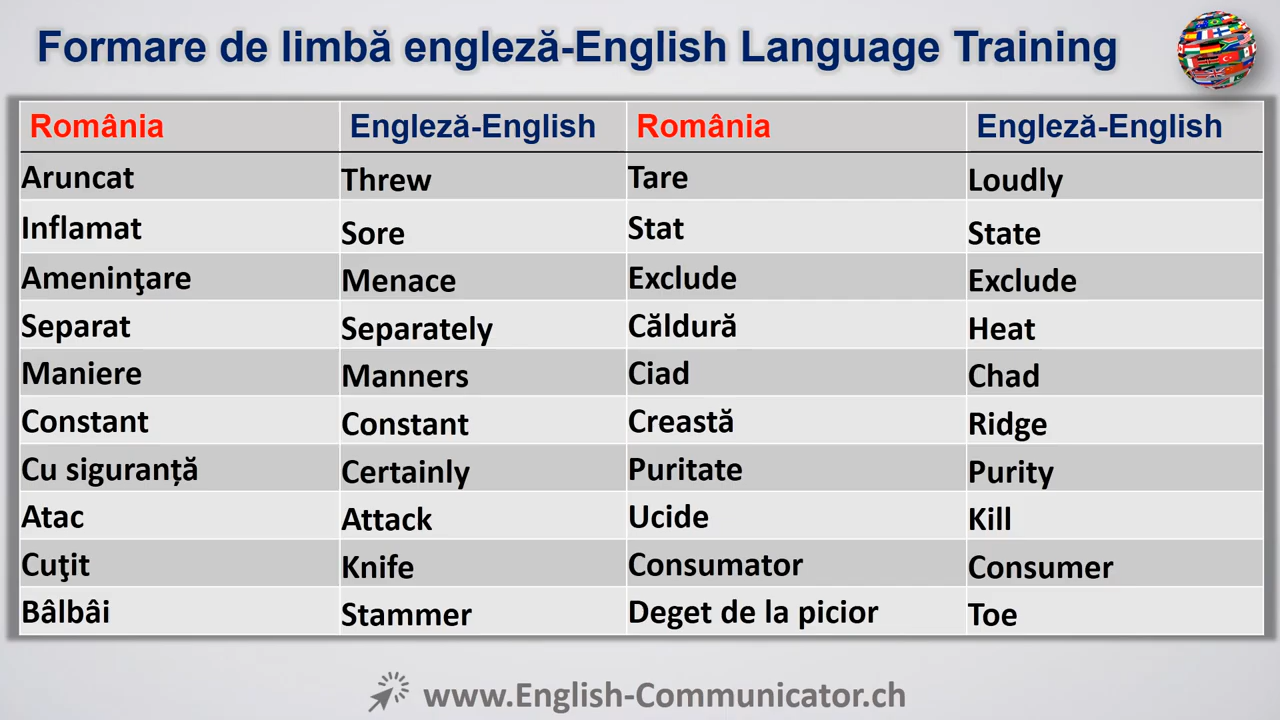 Formare de limbă engleză-English Language Training
România Engleză-English România Engleză-English
Aruncat Threw Tare Loudly
Inflamat Sore Stat State
Ameninţare Menace Exclude Exclude
Separat Separately Căldură Heat
Maniere Manners Ciad Chad
Constant Constant Creastă Ridge
Cu siguranță Certainly Puritate Purity
Atac Attack Ucide Kill
Cuţit Knife Consumator Consumer
Bâlbâi Stammer Deget de la picior Toe
www.English-Communicator.ch